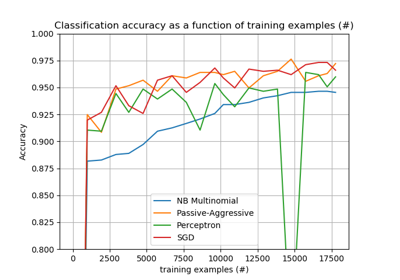 Classification accuracy as a function of training examples (#)
1.000
0.975
0.950
0.925
0.900
0.875
0.850
0.825
0.800
Accuracy
NB Multinomial
Passive-Aggressive
Perceptron
SGD
0 2500 5000 7500 10000 12500 15000 17500
training examples (#)